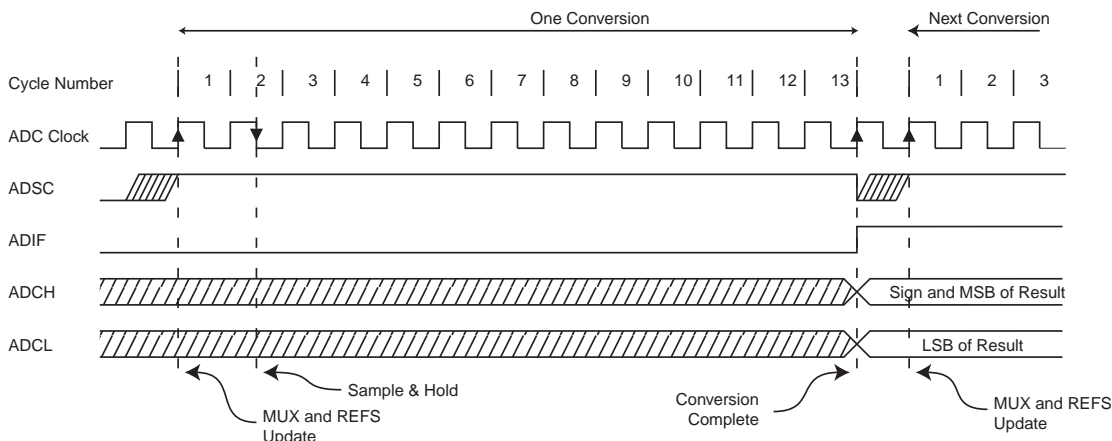 One Conversion
Next Conversion
Cycle Number 1 2 3 4 5 6 7 8 9 10 11 12 13 1 2 3
ADC Clock
ADSC
ADIF
ADCH
Sign and MSB of Result
ADCL
LSB of Result
MUX and REFS
Update
Sample & Hold
Conversion
Complete
MUX and REFS
Update